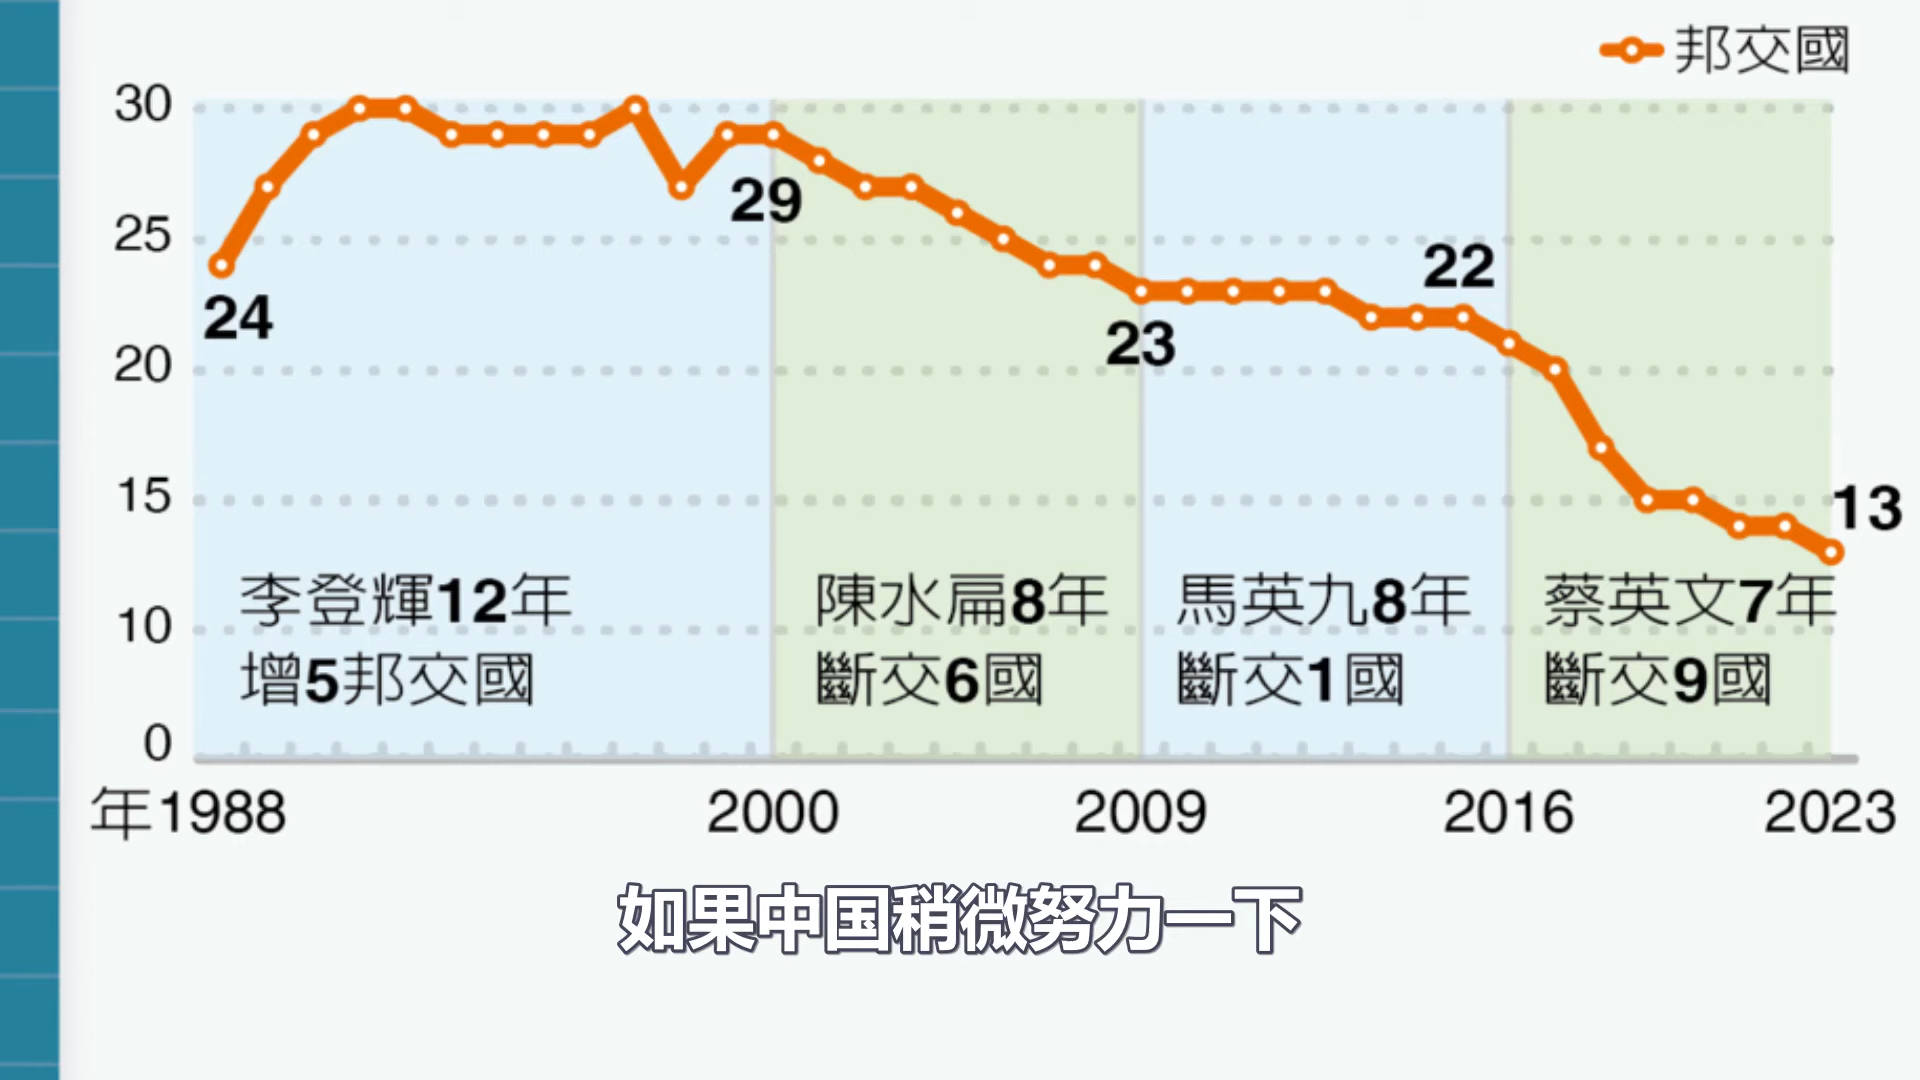 邦交國
30
25
20
15
10
0
24
29
23
22
13
李登輝12年
增5邦交國
陳水扁8年
斷交6國
馬英九8年
斷交1國
蔡英文7年
斷交9國
年1988 2000 2009 2016 2023
如果中国稍微努力一下